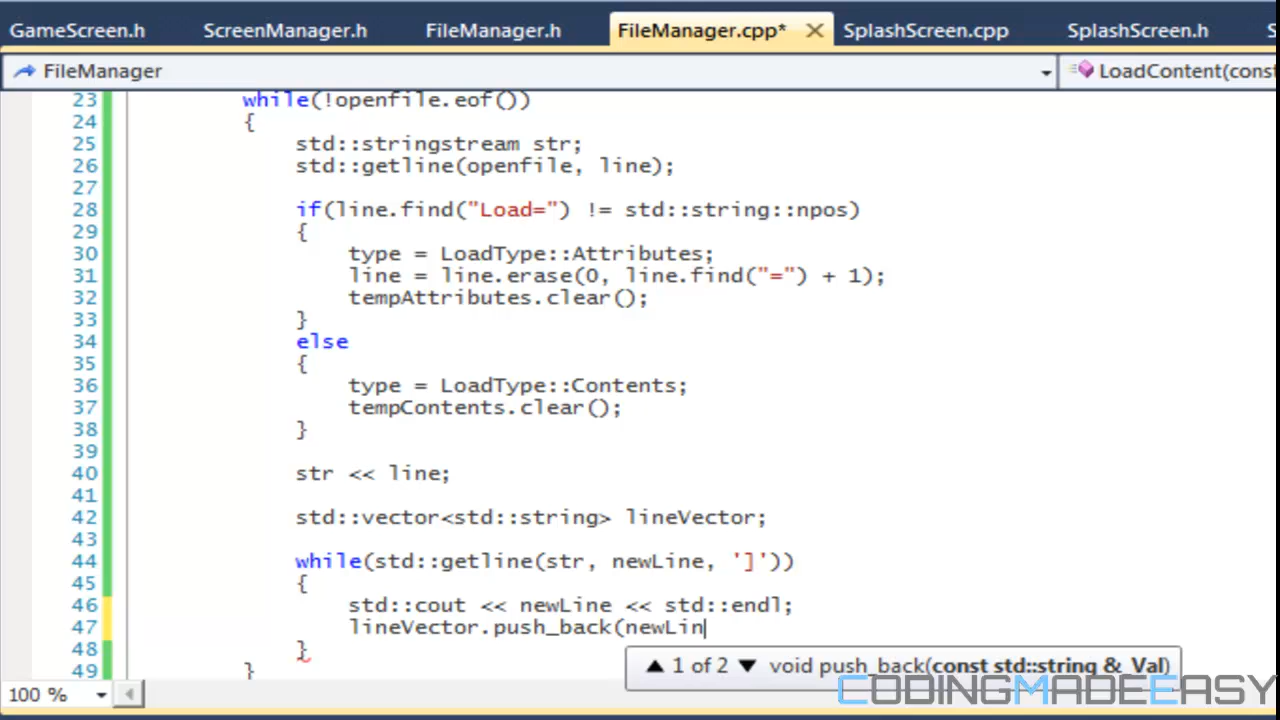 GameScreen.h ScreenManager.h FileManager.h FileManager.cpp* SplashScreen.cpp SplashScreen.h S
FileManager LoadContent(const
23 while(!openfile.eof())
24 {
25 std::stringstream str;
26 std::getline(openfile, line);
27
28 if(line.find("Load=") != std::string::npos)
29 {
30 type = LoadType::Attributes;
31 line = line.erase(0, line.find("=") + 1);
32 tempAttributes.clear();
33 }
34 else
35 {
36 type = LoadType::Contents;
37 tempContents.clear();
38 }
39
40 str << line;
41
42 std::vector<std::string> lineVector;
43
44 while(std::getline(str, newLine, ']'))
45 {
46 std::cout << newLine << std::endl;
47 lineVector.push_back(newLin
48 }
49 }
1 of 2 void push_back(const std::string & _Val)
100 %
CODINGMADEEASY